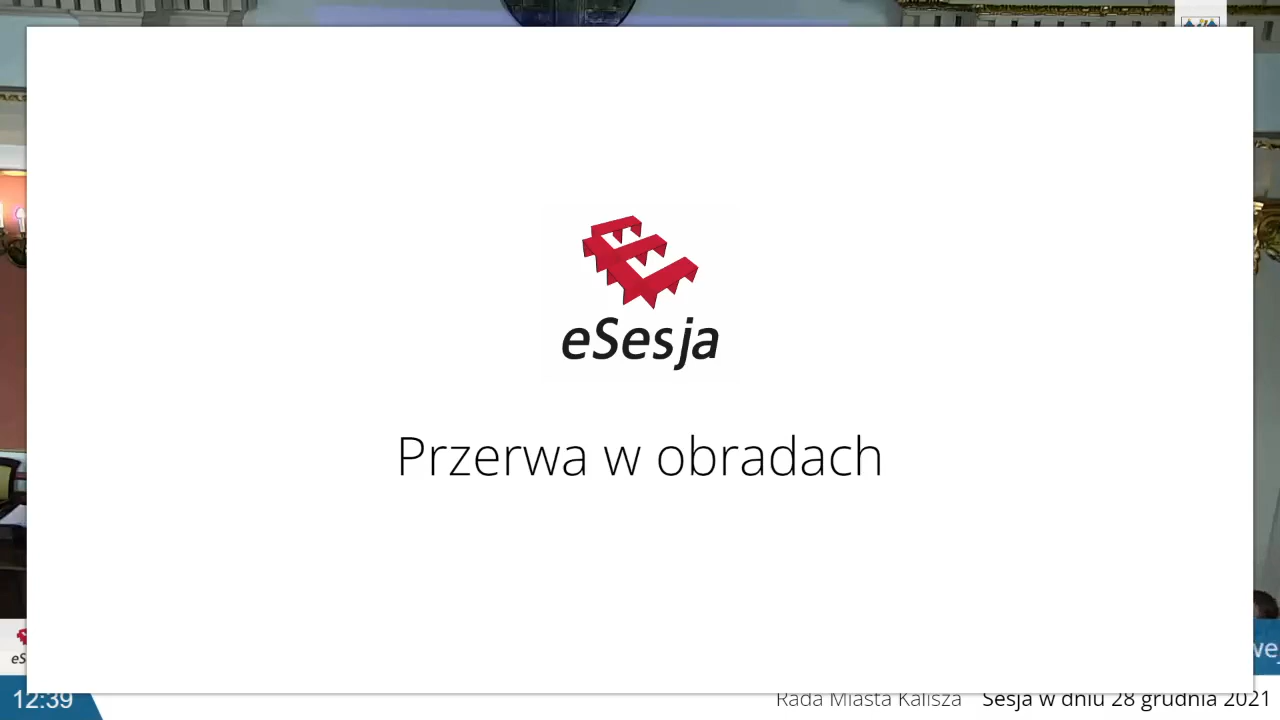 eSesja
Przerwa w obradach
12:39
Rada Miasta Kalisza Sesja w dniu 28 grudnia 2021